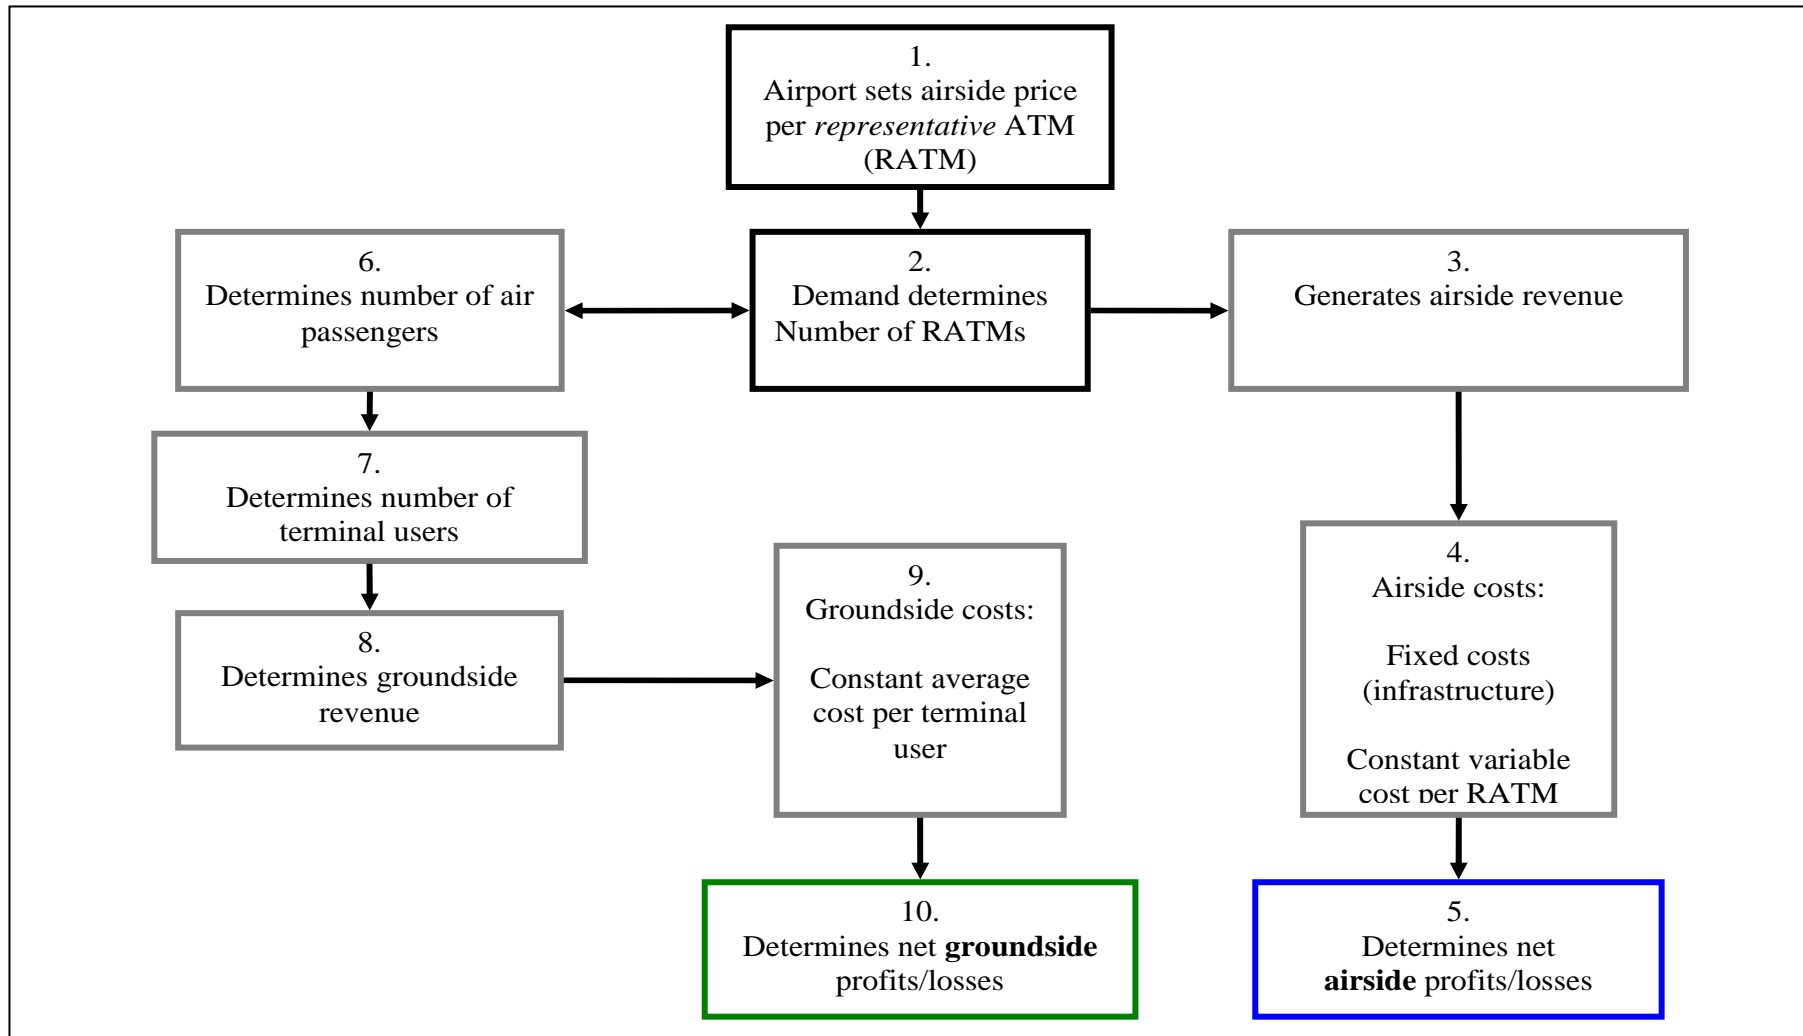 1.
Airport sets airside price
per representative ATM
(RATM)
2.
Demand determines
Number of RATMs
3.
Generates airside revenue
4.
Airside costs:
Fixed costs
(infrastructure)
Constant variable
cost per RATM
5.
Determines net
airside profits/losses
6.
Determines number of air
passengers
7.
Determines number of
terminal users
8.
Determines groundside
revenue
9.
Groundside costs:
Constant average
cost per terminal
user
10.
Determines net groundside
profits/losses